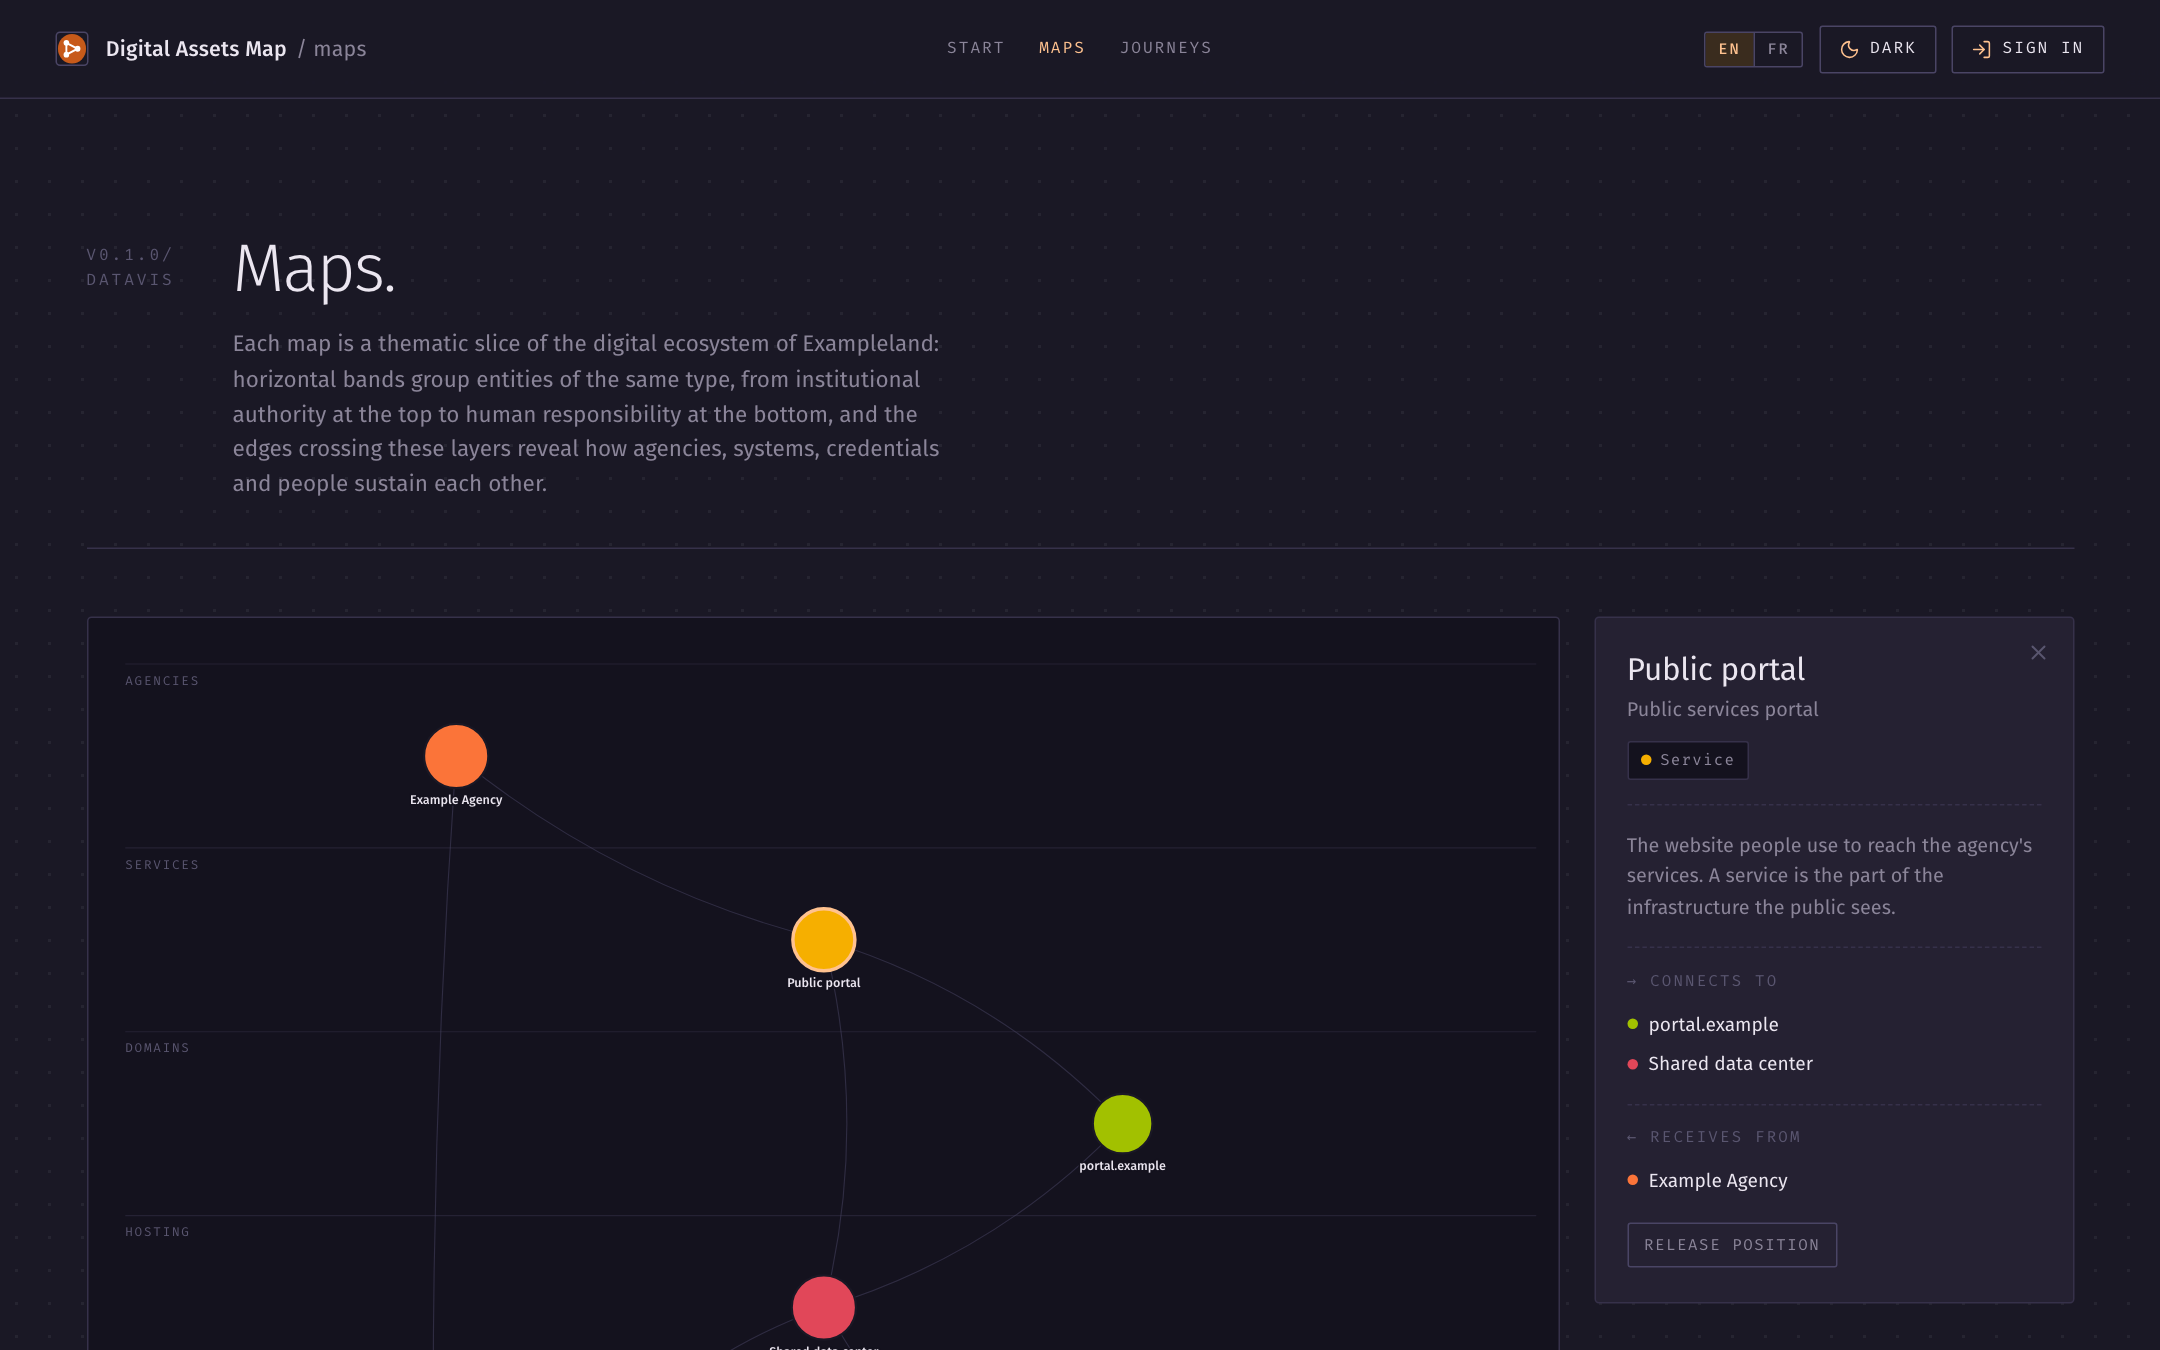 Digital Assets Map / maps
START MAPS JOURNEYS
EN FR DARK SIGN IN
V0.1.0/
DATAVIS
Maps.
Each map is a thematic slice of the digital ecosystem of Exampleland:
horizontal bands group entities of the same type, from institutional
authority at the top to human responsibility at the bottom, and the
edges crossing these layers reveal how agencies, systems, credentials
and people sustain each other.
AGENCIES
Example Agency
SERVICES
Public portal
DOMAINS
portal.example
HOSTING
Shared data center
Public portal
Public services portal
Service
The website people use to reach the agency's
services. A service is the part of the
infrastructure the public sees.
→ CONNECTS TO
portal.example
Shared data center
← RECEIVES FROM
Example Agency
RELEASE POSITION